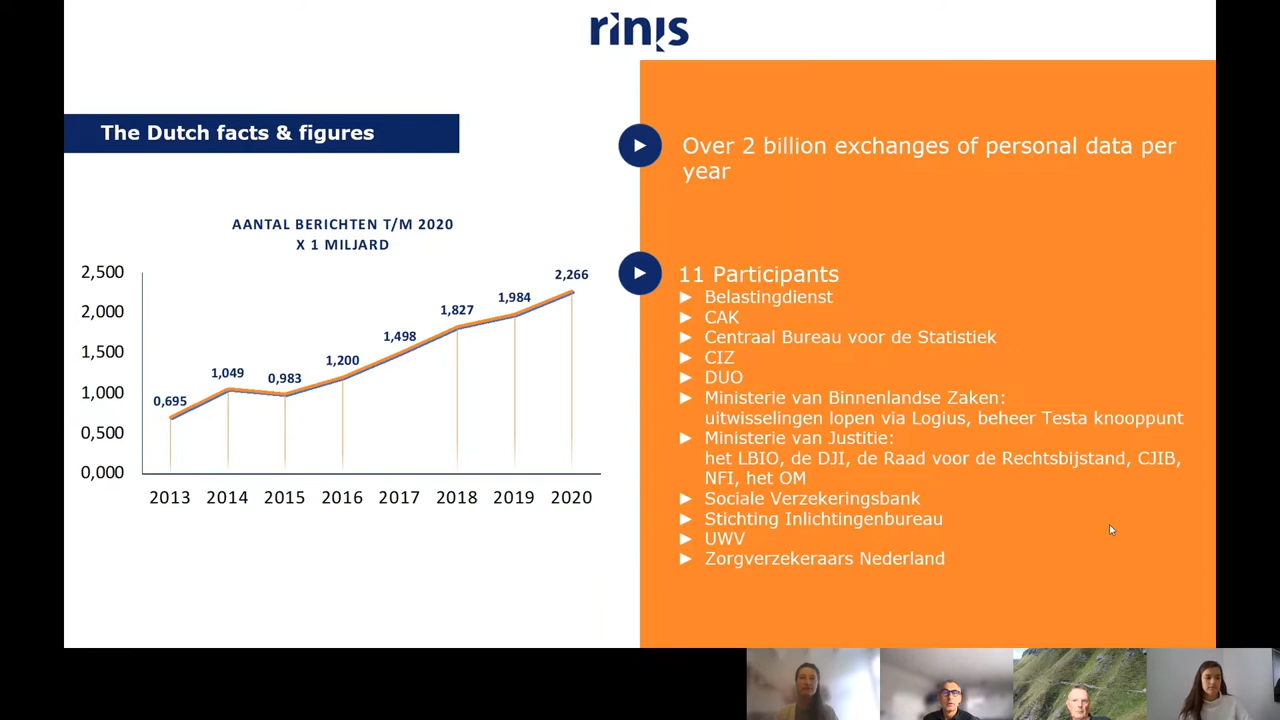 rinis
The Dutch facts & figures
AANTAL BERICHTEN T/M 2020
X 1 MILJARD
2,500
2,000
1,500
1,000
0,500
0,000
0,695
1,049
0,983
1,200
1,498
1,827
1,984
2,266
2013 2014 2015 2016 2017 2018 2019 2020
Over 2 billion exchanges of personal data per
year
11 Participants
Belastingdienst
CAK
Centraal Bureau voor de Statistiek
CIZ
DUO
Ministerie van Binnenlandse Zaken:
uitwisselingen lopen via Logius, beheer Testa knooppunt
Ministerie van Justitie:
het LBIO, de DJI, de Raad voor de Rechtsbijstand, CJIB,
NFI, het OM
Sociale Verzekeringsbank
Stichting Inlichtingenbureau
UWV
Zorgverzekeraars Nederland